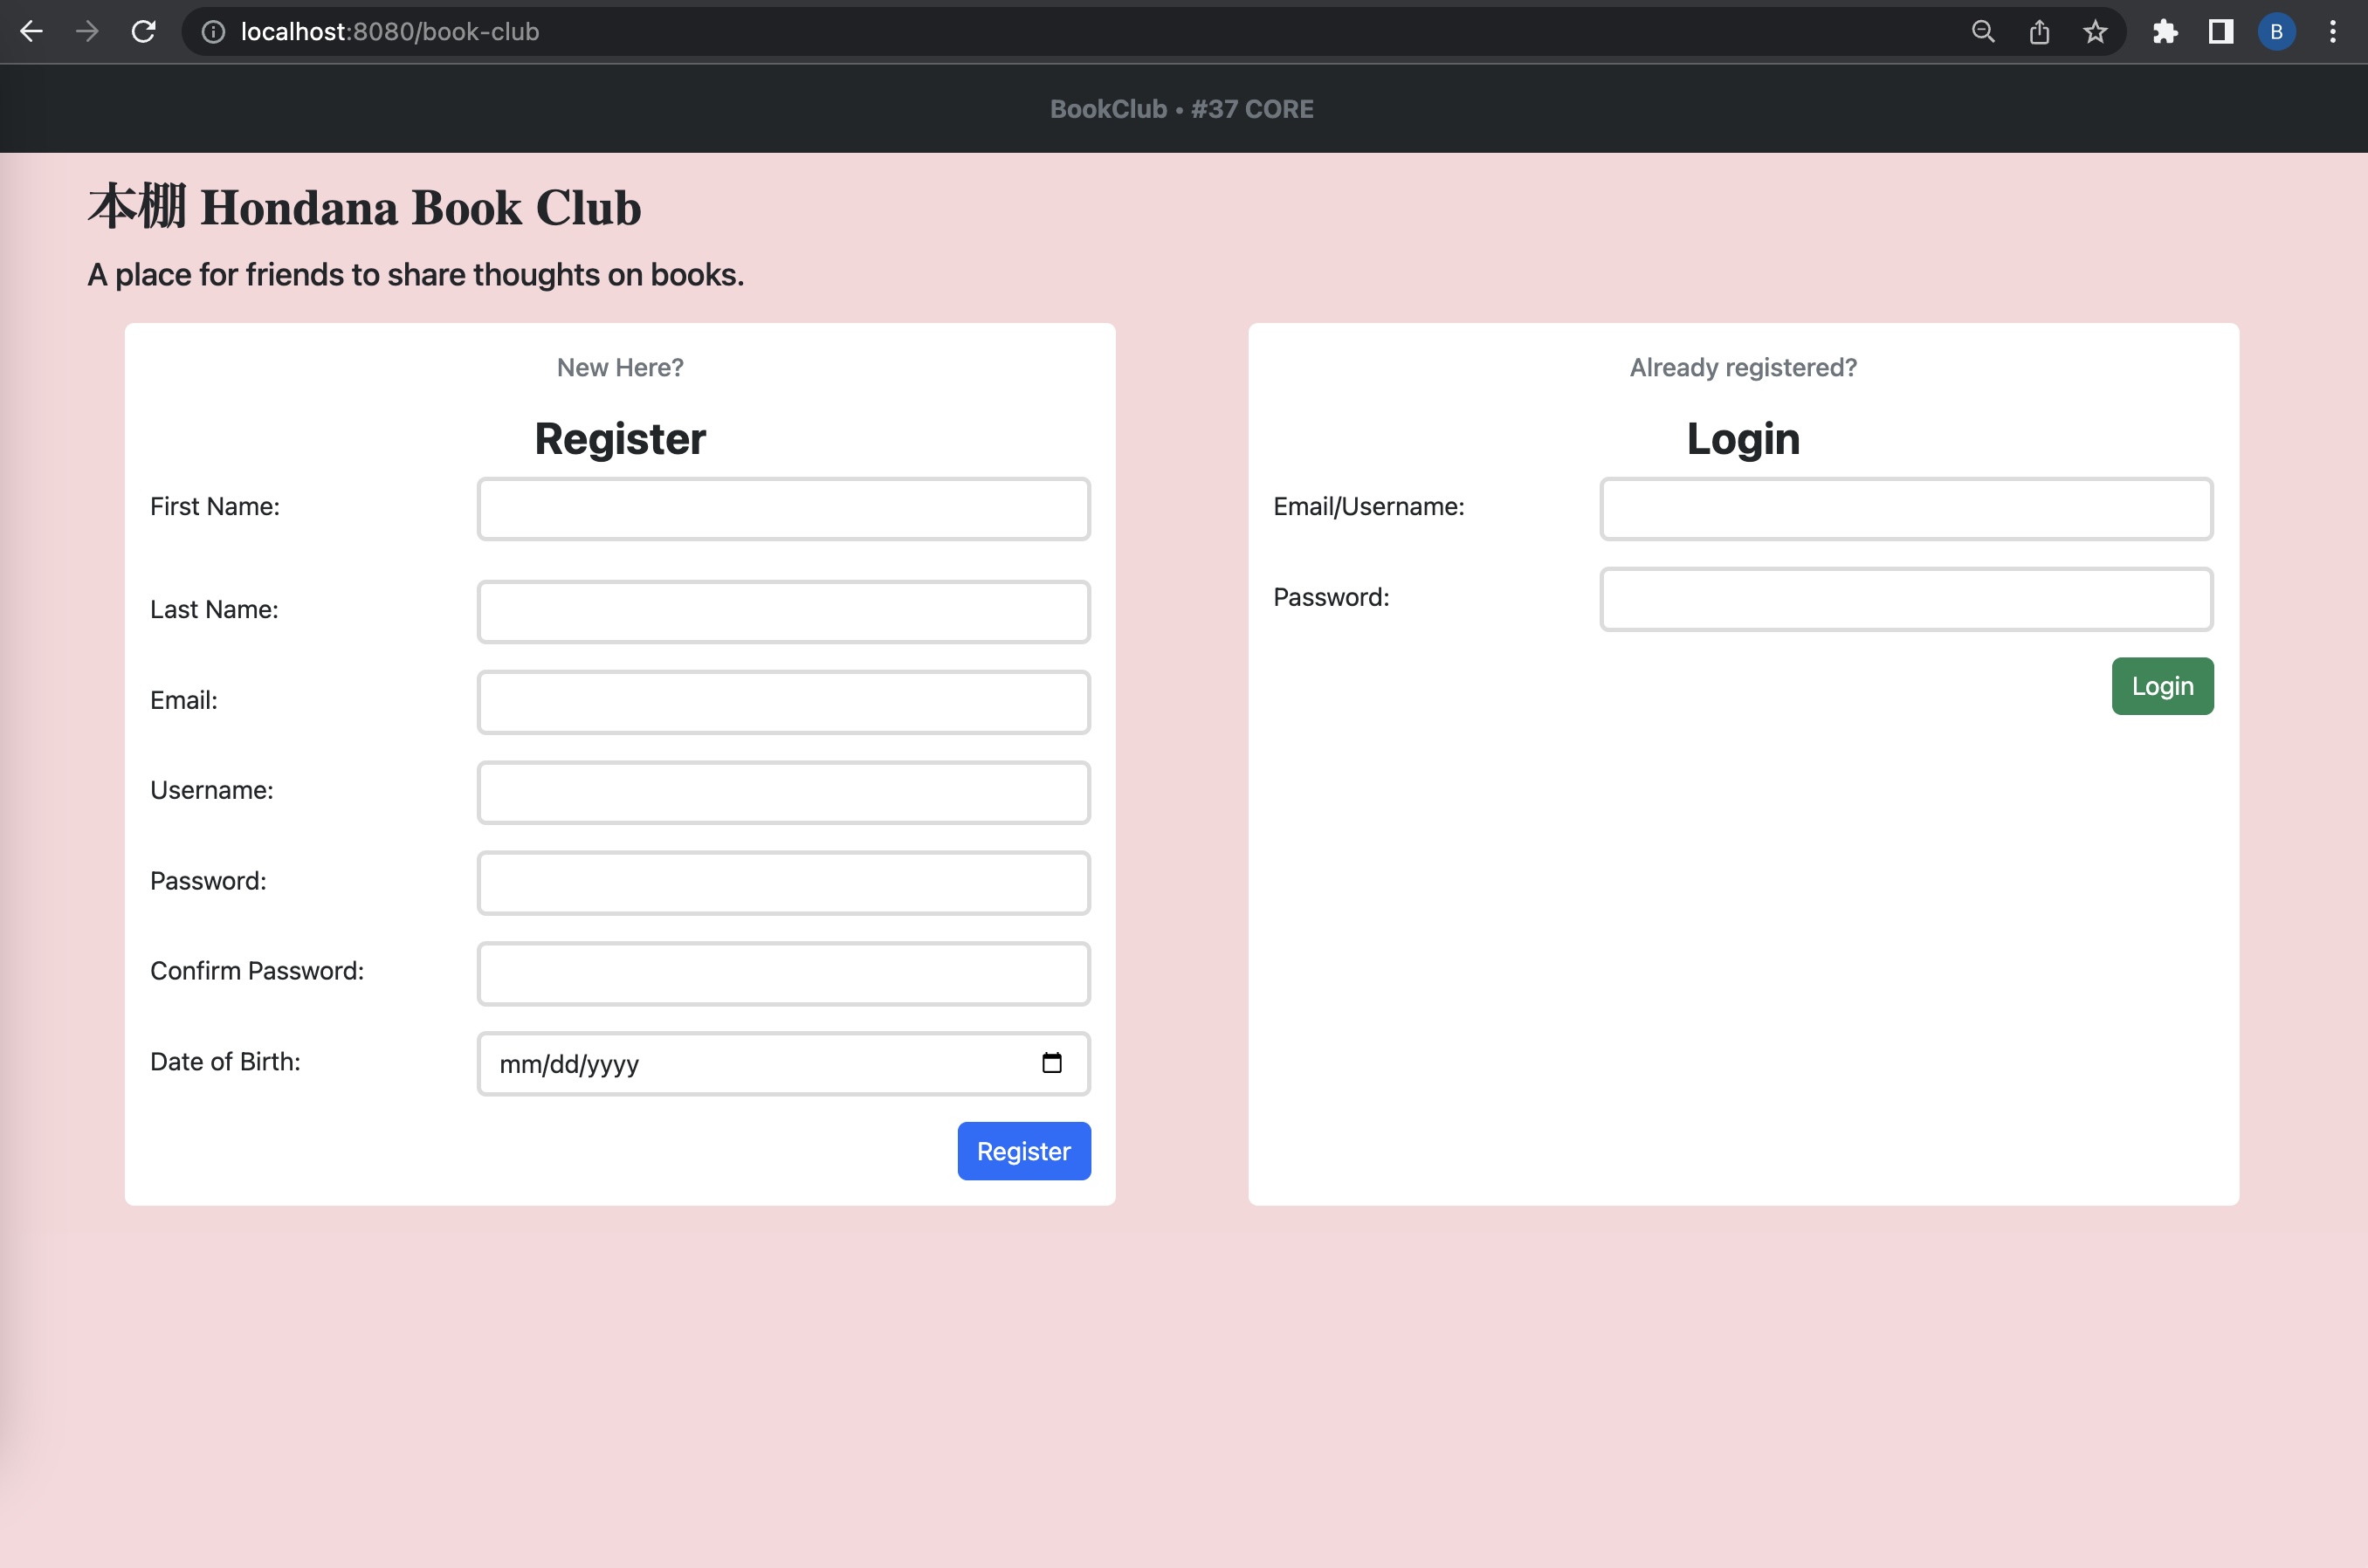 localhost:8080/book-club
B
BookClub • #37 CORE
本棚 Hondana Book Club
A place for friends to share thoughts on books.
New Here?
Register
First Name:
Last Name:
Email:
Username:
Password:
Confirm Password:
Date of Birth:
mm/dd/yyyy
Register
Already registered?
Login
Email/Username:
Password:
Login